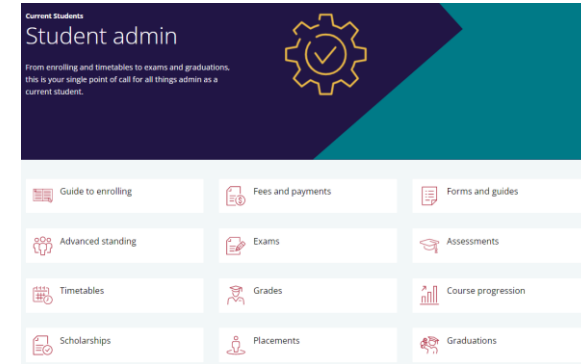 Current Students
Student admin
From enrolling and timetables to exams and graduations,
this is your single point of call for all things admin as a
current student.
Guide to enrolling
Fees and payments
Forms and guides
Advanced standing
Exams
Assessments
Timetables
Grades
Course progression
Scholarships
Placements
Graduations